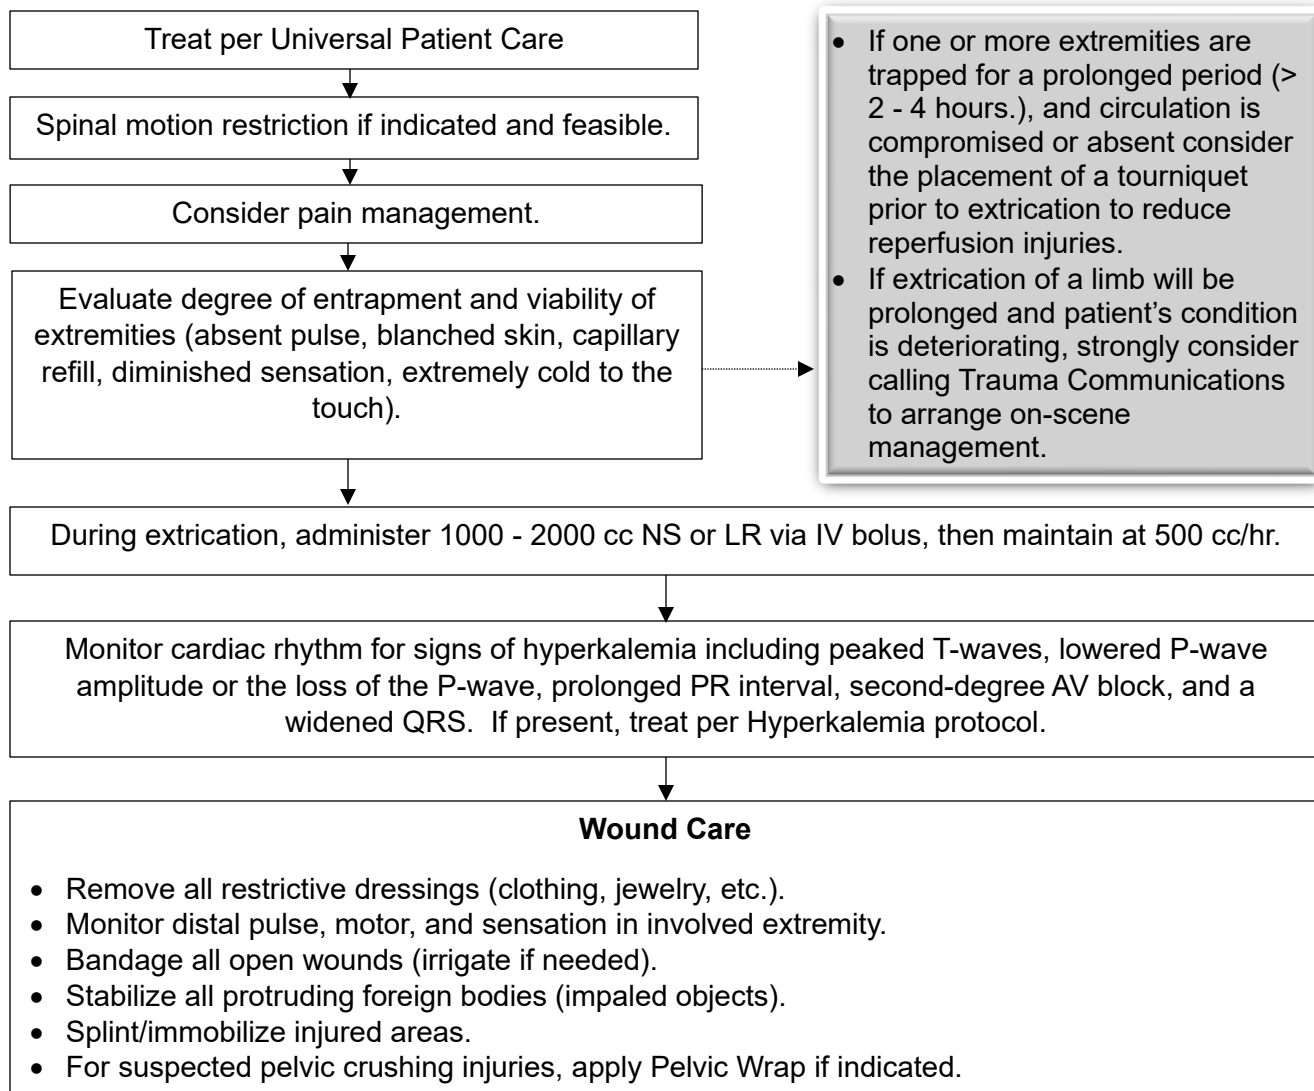 Treat per Universal Patient Care
Spinal motion restriction if indicated and feasible.
Consider pain management.
Evaluate degree of entrapment and viability of
extremities (absent pulse, blanched skin, capillary
refill, diminished sensation, extremely cold to the
touch).
• If one or more extremities are
trapped for a prolonged period (>
2 - 4 hours.), and circulation is
compromised or absent consider
the placement of a tourniquet
prior to extrication to reduce
reperfusion injuries.
• If extrication of a limb will be
prolonged and patient’s condition
is deteriorating, strongly consider
calling Trauma Communications
to arrange on-scene
management.
During extrication, administer 1000 - 2000 cc NS or LR via IV bolus, then maintain at 500 cc/hr.
Monitor cardiac rhythm for signs of hyperkalemia including peaked T-waves, lowered P-wave
amplitude or the loss of the P-wave, prolonged PR interval, second-degree AV block, and a
widened QRS.  If present, treat per Hyperkalemia protocol.
Wound Care
• Remove all restrictive dressings (clothing, jewelry, etc.).
• Monitor distal pulse, motor, and sensation in involved extremity.
• Bandage all open wounds (irrigate if needed).
• Stabilize all protruding foreign bodies (impaled objects).
• Splint/immobilize injured areas.
• For suspected pelvic crushing injuries, apply Pelvic Wrap if indicated.